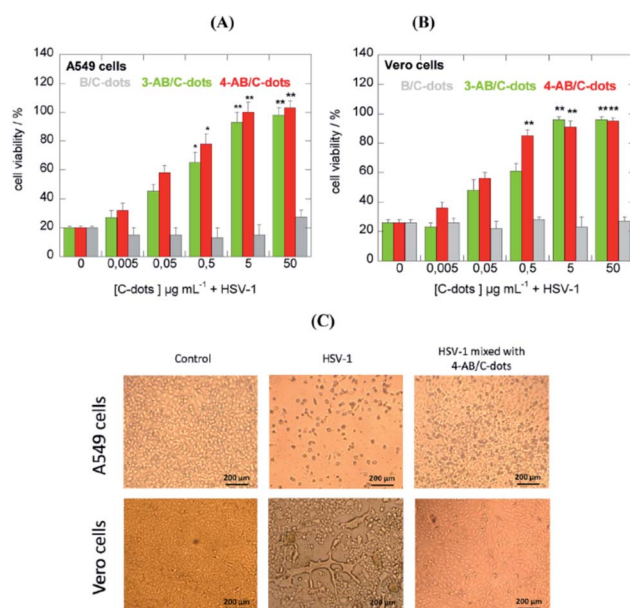 (A)
(B)
A549 cells
B/C-dots 3-AB/C-dots 4-AB/C-dots
cell viability / %
140
120
100
80
60
40
20
0
** ** ** ** * *
0 0,005 0,05 0,5 5 50
[C-dots ] µg mL⁻¹ + HSV-1
Vero cells
B/C-dots 3-AB/C-dots 4-AB/C-dots
cell viability / %
140
120
100
80
60
40
20
0
** ** ** ** **
0 0,005 0,05 0,5 5 50
[C-dots ] µg mL⁻¹ + HSV-1
(C)
Control
HSV-1
HSV-1 mixed with
4-AB/C-dots
A549 cells
200 µm
200 µm
200 µm
Vero cells
200 µm
200 µm
200 µm